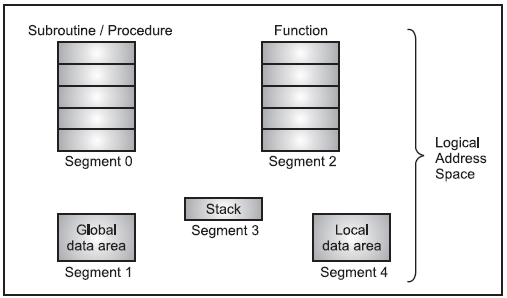 Subroutine / Procedure
Function
Segment 0
Segment 2
Logical
Address
Space
Stack
Segment 3
Global
data area
Segment 1
Local
data area
Segment 4